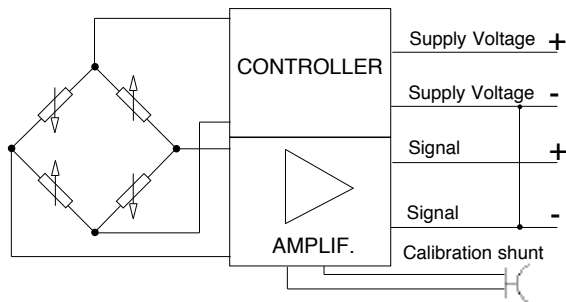 CONTROLLER
Supply Voltage +
Supply Voltage -
Signal +
Signal -
AMPLIF.
Calibration shunt